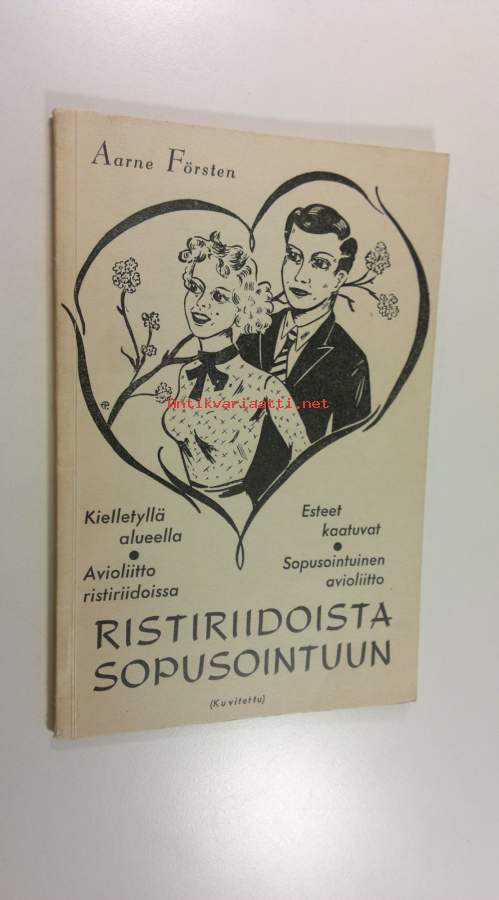 Aarne Försten
Antikvariaatti.net
Kielletyllä
alueella
●
Avioliitto
ristiriidoissa
Esteet
kaatuvat
●
Sopusointuinen
avioliitto
RISTIRIIDOISTA
SOPUSOINTUUN
(Kuvitettu)